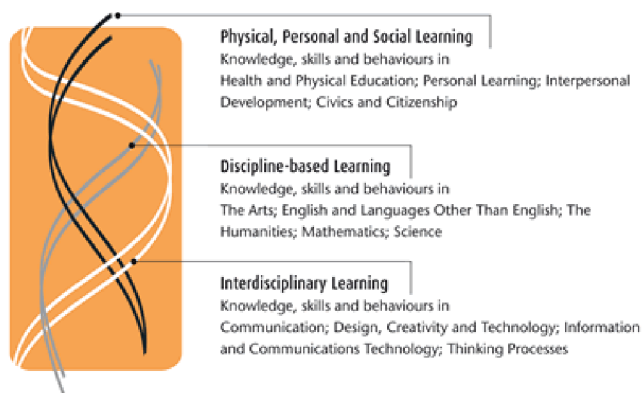 Physical, Personal and Social Learning
Knowledge, skills and behaviours in
Health and Physical Education; Personal Learning; Interpersonal
Development; Civics and Citizenship
Discipline-based Learning
Knowledge, skills and behaviours in
The Arts; English and Languages Other Than English; The
Humanities; Mathematics; Science
Interdisciplinary Learning
Knowledge, skills and behaviours in
Communication; Design, Creativity and Technology; Information
and Communications Technology; Thinking Processes